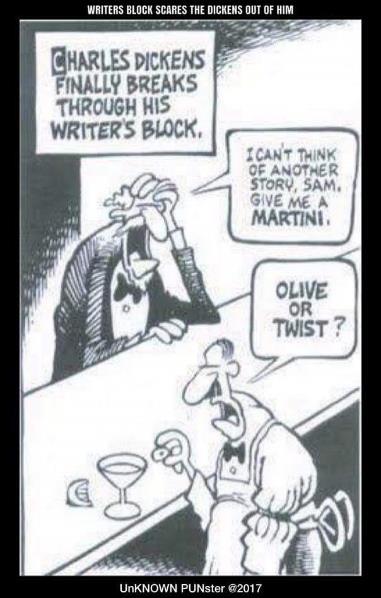 WRITERS BLOCK SCARES THE DICKENS OUT OF HIM
CHARLES DICKENS
FINALLY BREAKS
THROUGH HIS
WRITER'S BLOCK.
I CAN'T THINK
OF ANOTHER
STORY, SAM.
GIVE ME A
MARTINI.
OLIVE
OR
TWIST?
UnKNOWN PUNster @2017